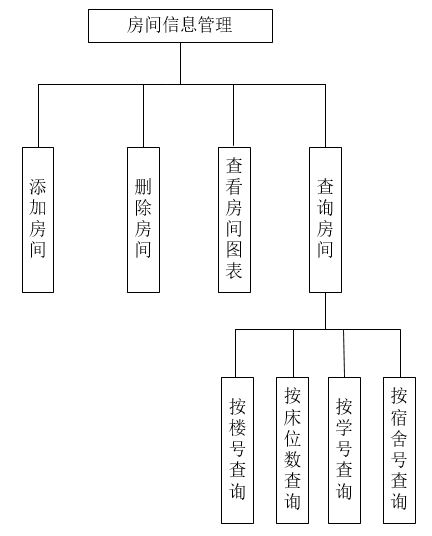 房间信息管理
添加房间
删除房间
查看房间图表
查询房间
按楼号查询
按床位数查询
按学号查询
按宿舍号查询